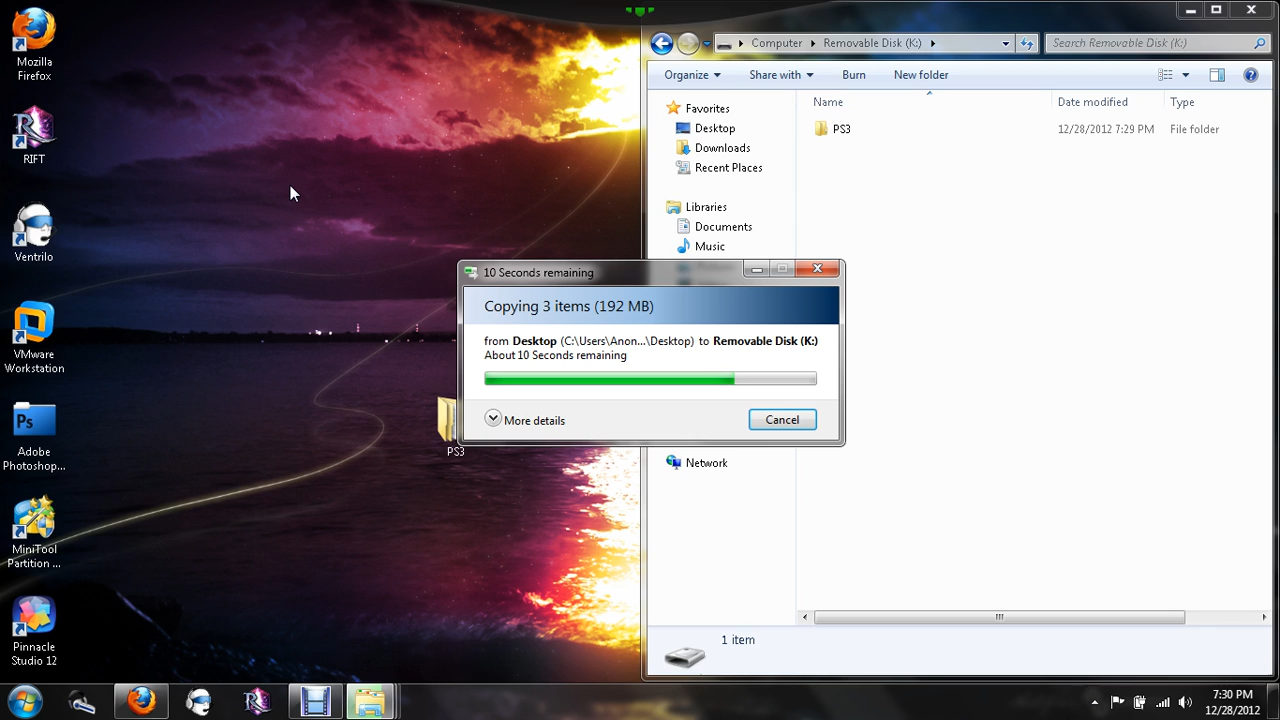 Mozilla
Firefox
RIFT
Ventrilo
VMware
Workstation
Ps
Adobe
Photoshop...
MiniTool
Partition ...
Pinnacle
Studio 12
PS3
Computer
Removable Disk (K:)
Search Removable Disk (K:)
Organize
Share with
Burn
New folder
Favorites
Desktop
Downloads
Recent Places
Libraries
Documents
Music
Network
Name
Date modified
Type
PS3
12/28/2012 7:29 PM
File folder
1 item
10 Seconds remaining
Copying 3 items (192 MB)
from Desktop (C:\Users\Anon...\Desktop) to Removable Disk (K:)
About 10 Seconds remaining
More details
Cancel
7:30 PM
12/28/2012